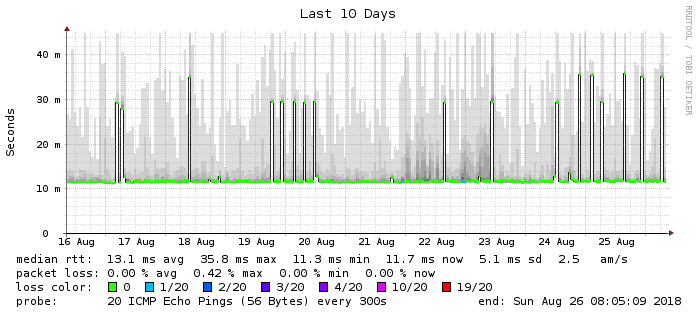 Last 10 Days
RRDTOOL / TOBI OETIKER
Seconds
40 m
30 m
20 m
10 m
0
16 Aug 17 Aug 18 Aug 19 Aug 20 Aug 21 Aug 22 Aug 23 Aug 24 Aug 25 Aug
median rtt: 13.1 ms avg 35.8 ms max 11.3 ms min 11.7 ms now 5.1 ms sd 2.5 am/s
packet loss: 0.00 % avg 0.42 % max 0.00 % min 0.00 % now
loss color: 0 1/20 2/20 3/20 4/20 10/20 19/20
probe: 20 ICMP Echo Pings (56 Bytes) every 300s end: Sun Aug 26 08:05:09 2018